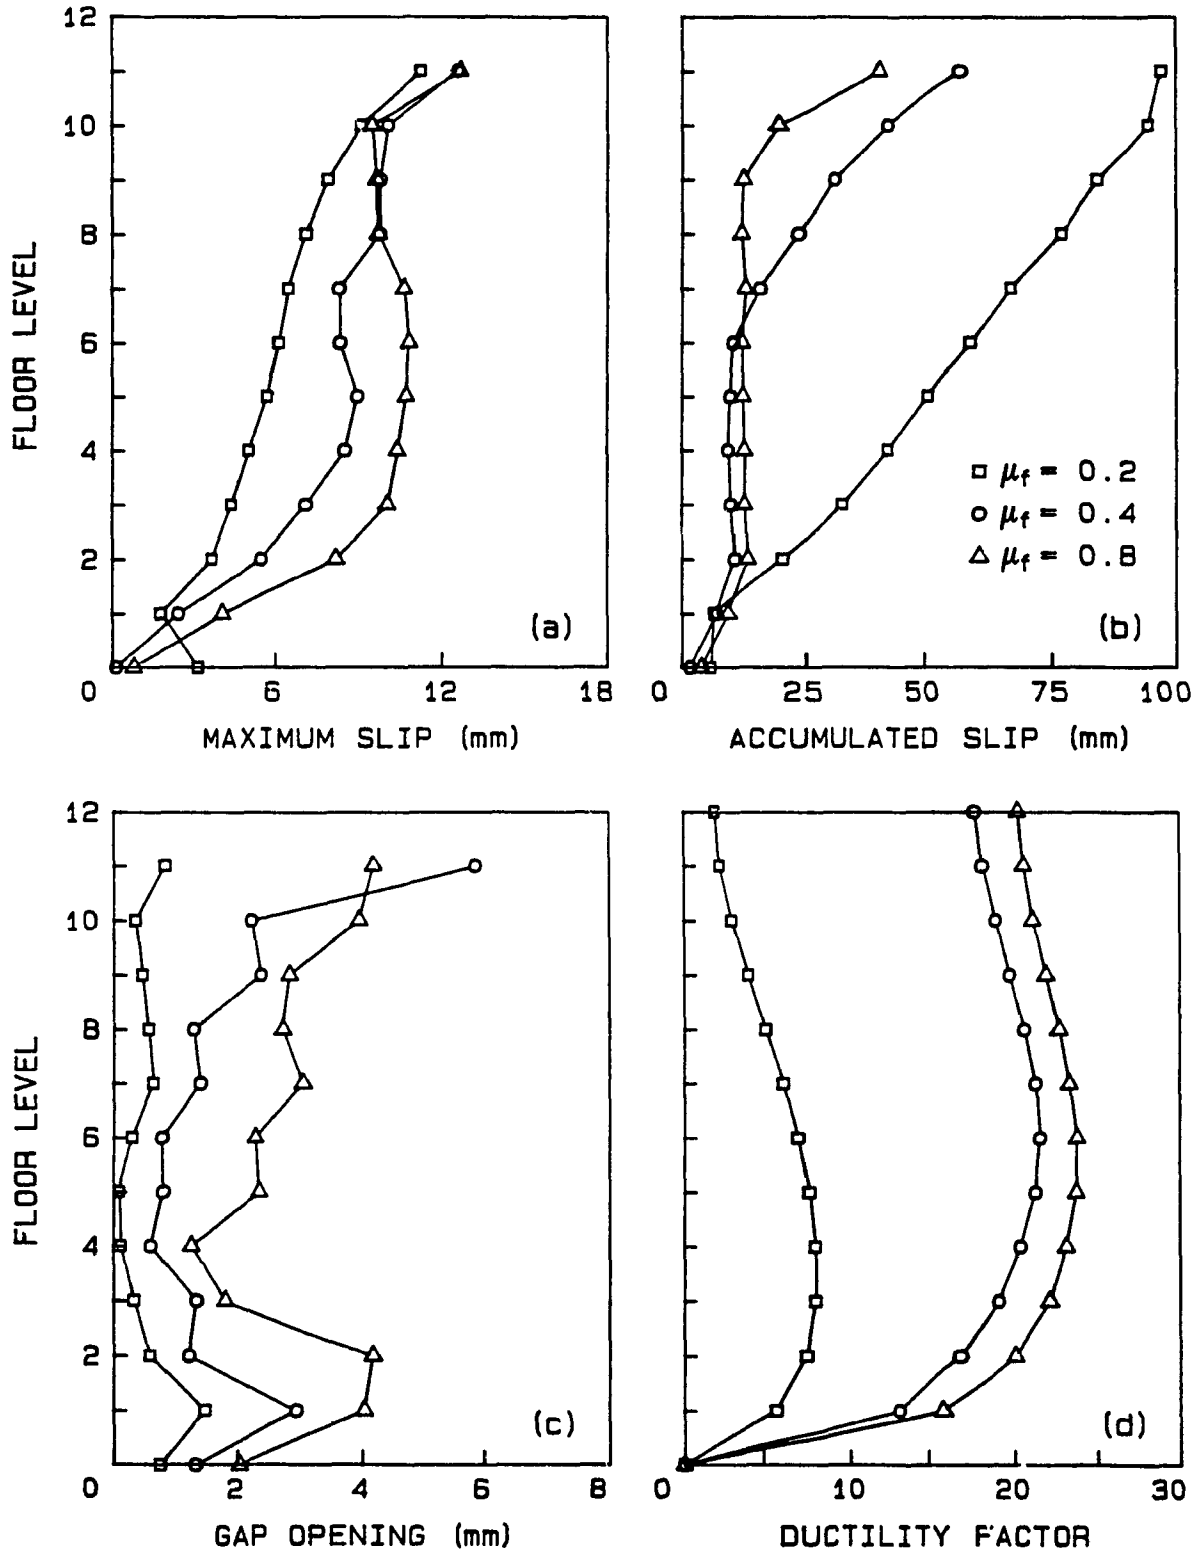 12
10
8
6
4
2
0
6
12
18
FLOOR LEVEL
MAXIMUM SLIP (mm)
(a)
0
25
50
75
100
ACCUMULATED SLIP (mm)
μf = 0.2
μf = 0.4
μf = 0.8
(b)
12
10
8
6
4
2
0
2
4
6
8
FLOOR LEVEL
GAP OPENING (mm)
(c)
0
10
20
30
DUCTILITY FACTOR
(d)